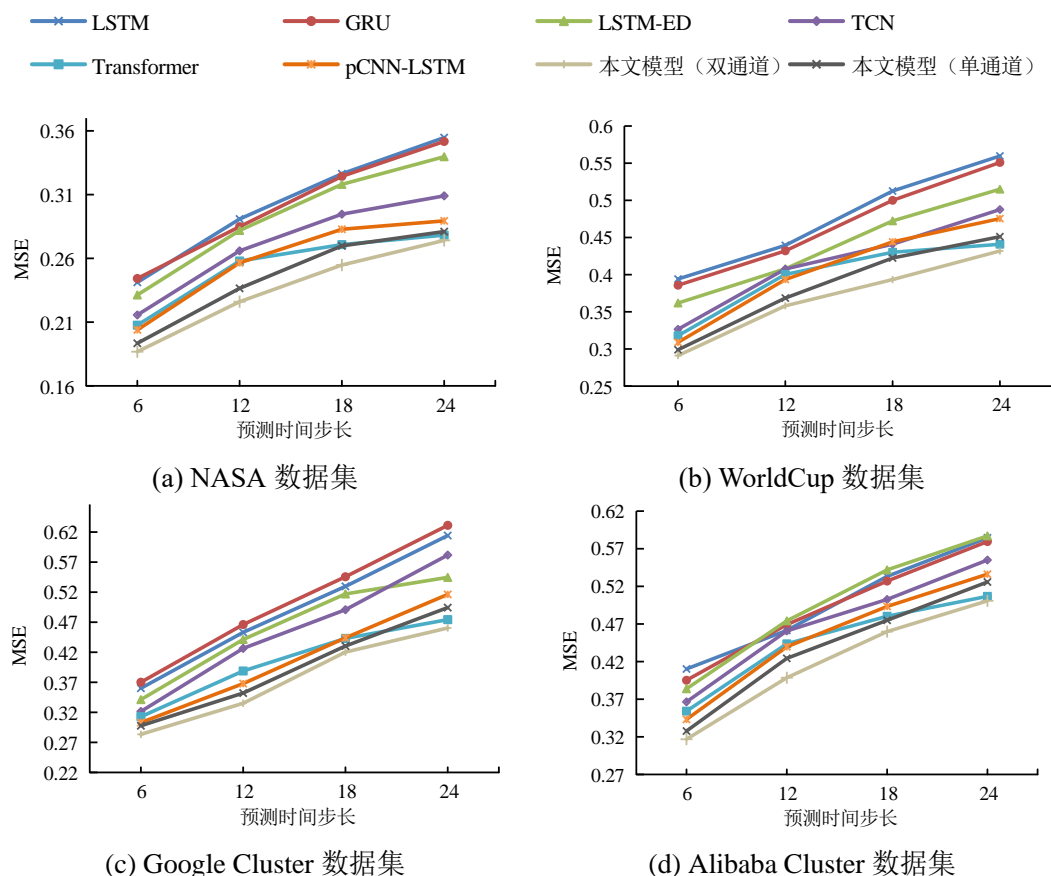 LSTM GRU LSTM-ED TCN
Transformer pCNN-LSTM 本文模型（双通道） 本文模型（单通道）
0.36
0.31
0.26
0.21
0.16
MSE
6 12 18 24
预测时间步长
(a) NASA 数据集
0.6
0.55
0.5
0.45
0.4
0.35
0.3
0.25
MSE
6 12 18 24
预测时间步长
(b) WorldCup 数据集
0.62
0.57
0.52
0.47
0.42
0.37
0.32
0.27
0.22
MSE
6 12 18 24
预测时间步长
(c) Google Cluster 数据集
0.62
0.57
0.52
0.47
0.42
0.37
0.32
0.27
MSE
6 12 18 24
预测时间步长
(d) Alibaba Cluster 数据集